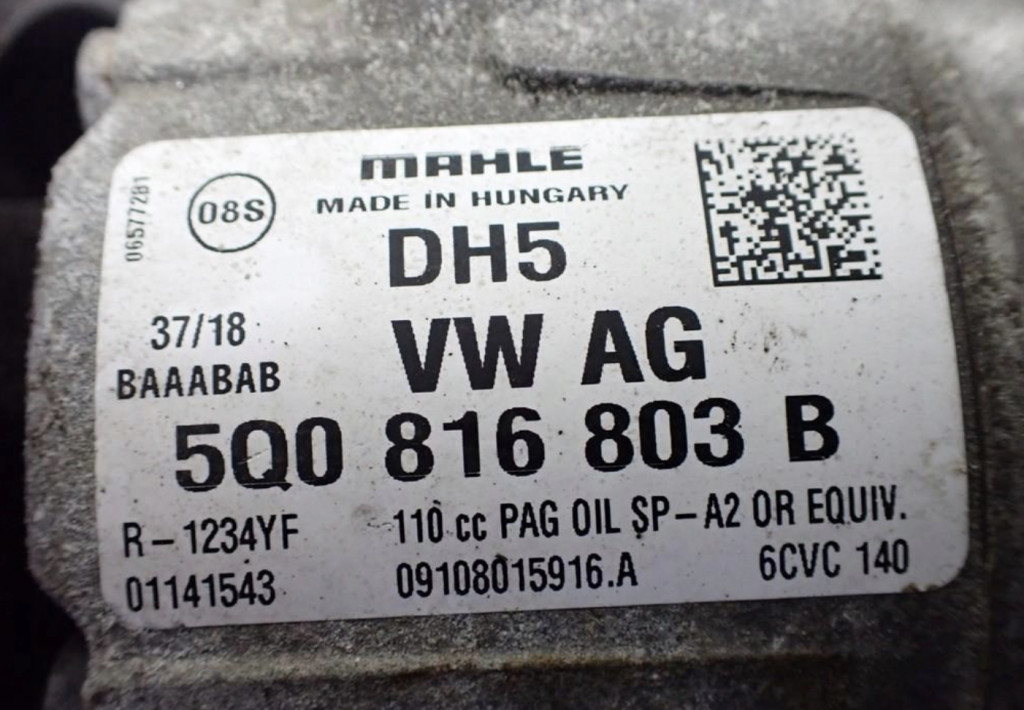 06577281
08S
MAHLE
MADE IN HUNGARY
DH5
37/18
VW AG
BAAABAB
5Q0 816 803 B
R-1234YF 110 cc PAG OIL SP-A2 OR EQUIV.
01141543 09108015916.A 6CVC 140